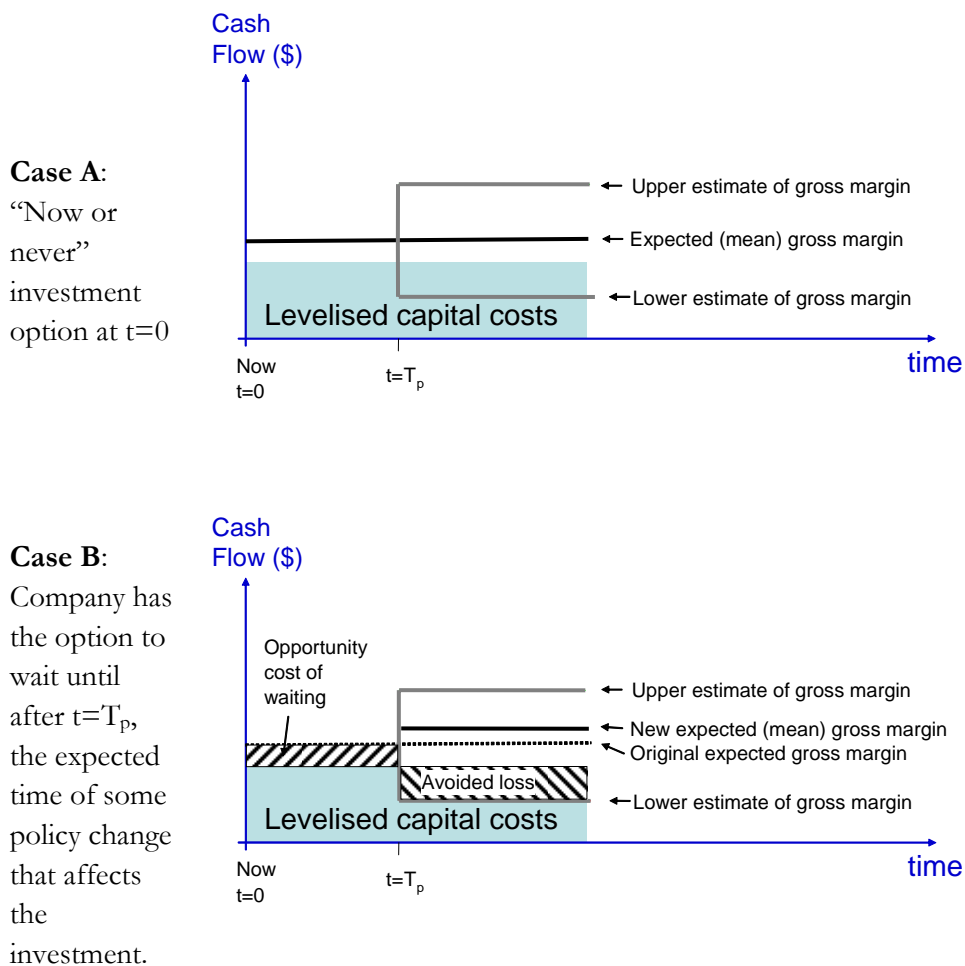 Cash
Flow ($)
Case A:
“Now or
never”
investment
option at t=0
Upper estimate of gross margin
Expected (mean) gross margin
Lower estimate of gross margin
Levelised capital costs
time
Now
t=0
t=Tp
Cash
Flow ($)
Case B:
Company has
the option to
wait until
after t=Tp,
the expected
time of some
policy change
that affects
the
investment.
Opportunity
cost of
waiting
Upper estimate of gross margin
New expected (mean) gross margin
Original expected gross margin
Avoided loss
Lower estimate of gross margin
Levelised capital costs
time
Now
t=0
t=Tp